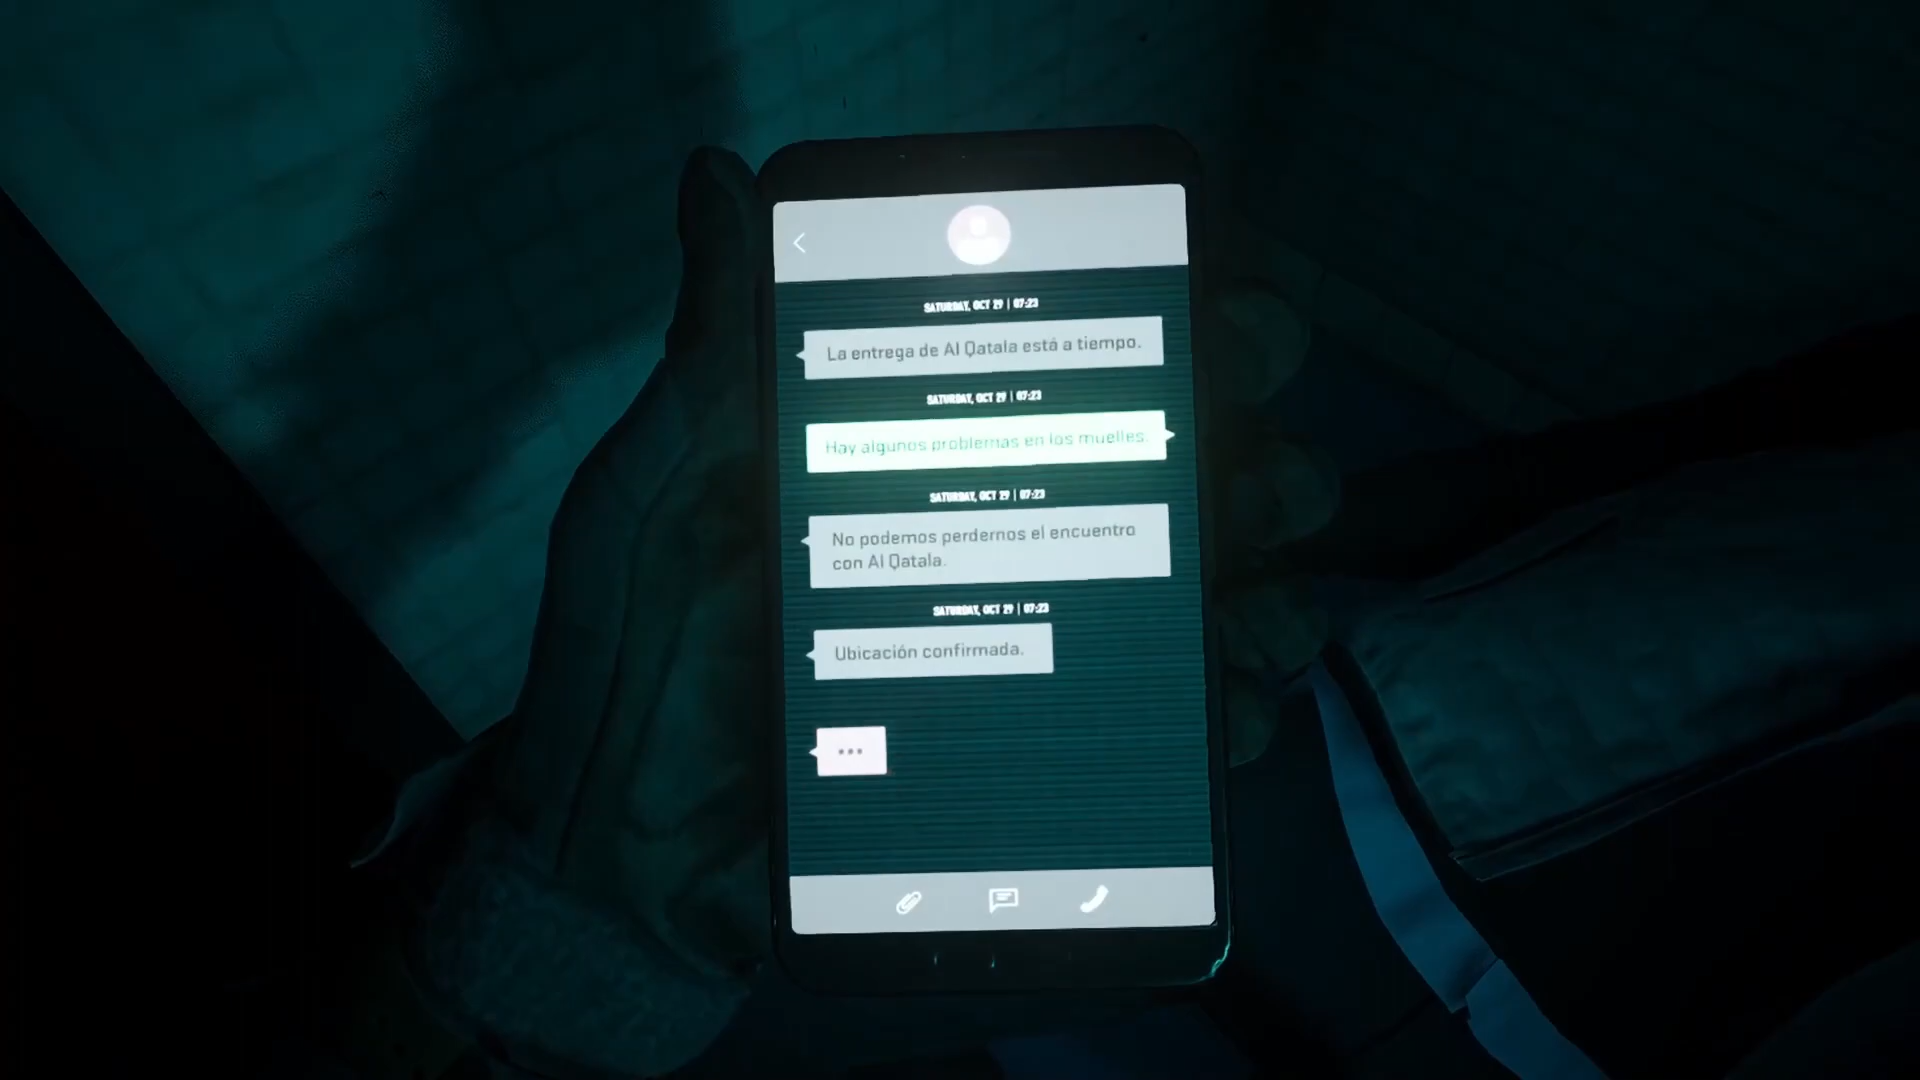 SATURDAY, OCT 29 | 07:23
La entrega de Al Qatala está a tiempo.
SATURDAY, OCT 29 | 07:23
Hay algunos problemas en los muelles.
SATURDAY, OCT 29 | 07:23
No podemos perdernos el encuentro
con Al Qatala.
SATURDAY, OCT 29 | 07:23
Ubicación confirmada.
•••